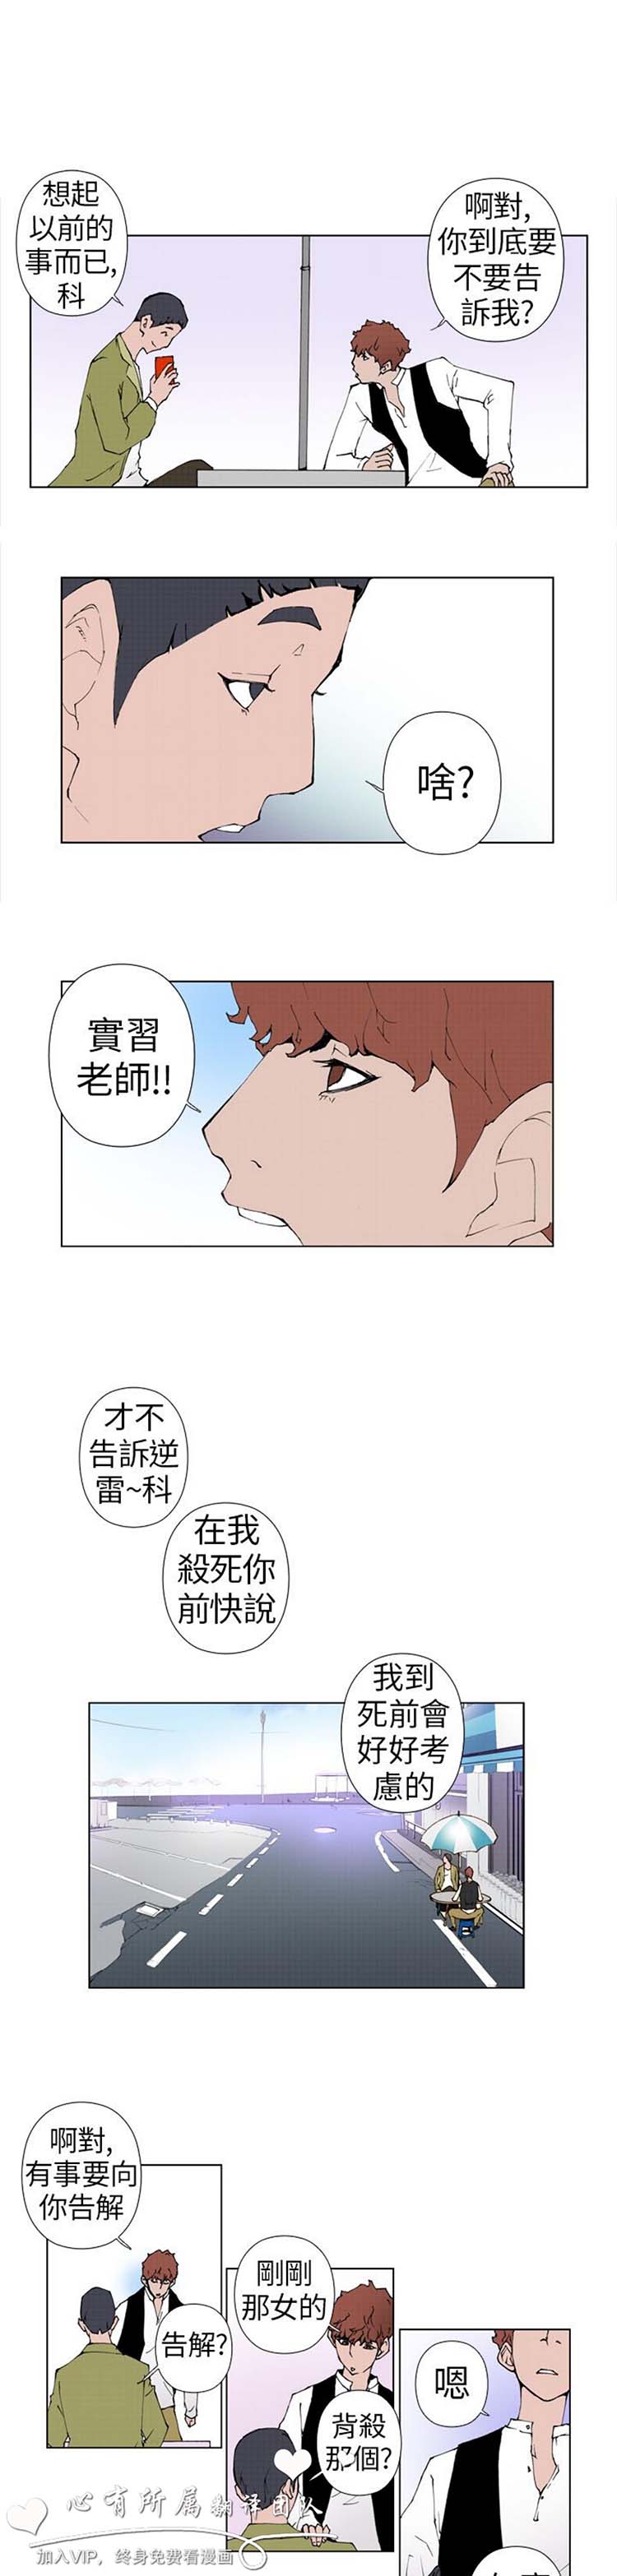 想起
以前的
事而已,
科
啊對,
你到底要
不要告
訴我?
啥?
實習
老師!!
才不
告訴逆
雷~科
在我
殺死你
前快說
我到
死前會
好好考
慮的
啊對,
有事要向
你告解
告解?
剛剛
那女的
背殺
那個?
嗯
心有所属翻译团队
加入VIP，终身免费看漫画